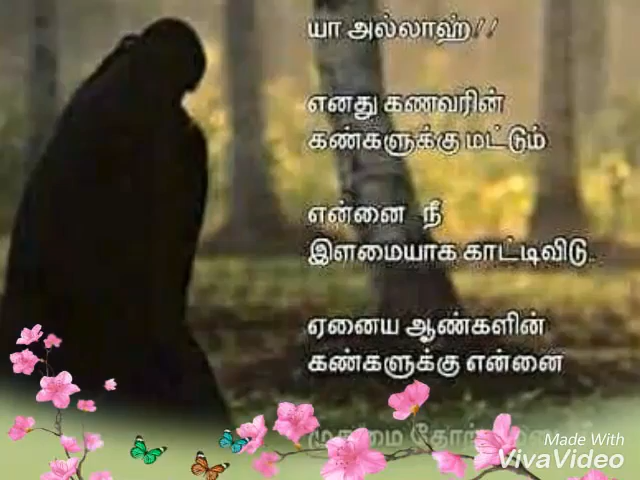 யா அல்லாஹ்!!
எனது கணவரின்
கண்களுக்கு மட்டும்
என்னை நீ
இளமையாக காட்டிவிடு..
ஏனைய ஆண்களின்
கண்களுக்கு என்னை
Made With
VivaVideo